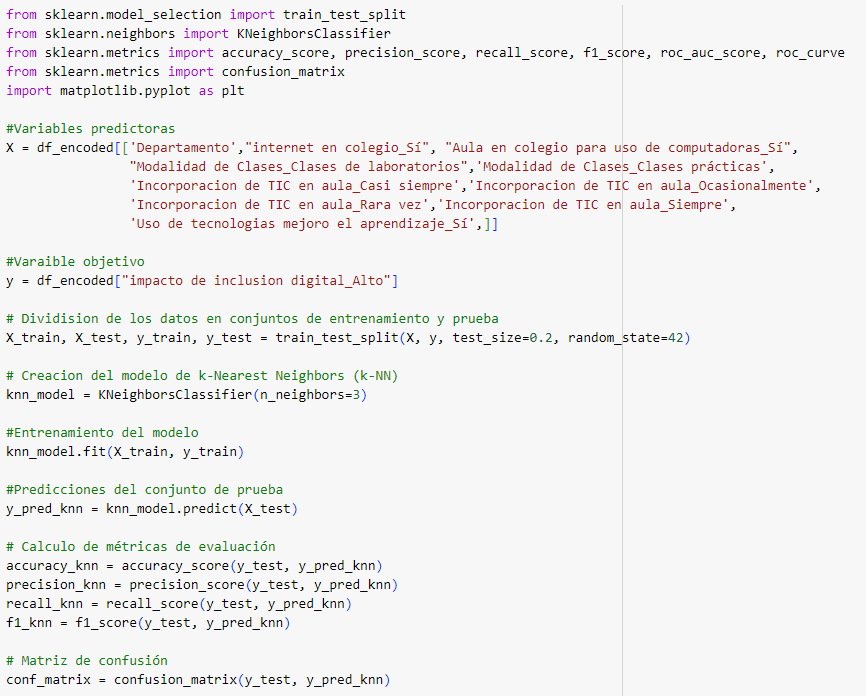 from sklearn.model_selection import train_test_split
from sklearn.neighbors import KNeighborsClassifier
from sklearn.metrics import accuracy_score, precision_score, recall_score, f1_score, roc_auc_score, roc_curve
from sklearn.metrics import confusion_matrix
import matplotlib.pyplot as plt

#Variables predictoras
X = df_encoded[['Departamento',"internet en colegio_Sí", "Aula en colegio para uso de computadoras_Sí",
                "Modalidad de Clases_Clases de laboratorios",'Modalidad de Clases_Clases prácticas',
                'Incorporacion de TIC en aula_Casi siempre','Incorporacion de TIC en aula_Ocasionalmente',
                'Incorporacion de TIC en aula_Rara vez','Incorporacion de TIC en aula_Siempre',
                'Uso de tecnologias mejoro el aprendizaje_Sí',]]

#Varaible objetivo
y = df_encoded["impacto de inclusion digital_Alto"]

# Dividision de los datos en conjuntos de entrenamiento y prueba
X_train, X_test, y_train, y_test = train_test_split(X, y, test_size=0.2, random_state=42)

# Creacion del modelo de k-Nearest Neighbors (k-NN)
knn_model = KNeighborsClassifier(n_neighbors=3)

#Entrenamiento del modelo
knn_model.fit(X_train, y_train)

#Predicciones del conjunto de prueba
y_pred_knn = knn_model.predict(X_test)

# Calculo de métricas de evaluación
accuracy_knn = accuracy_score(y_test, y_pred_knn)
precision_knn = precision_score(y_test, y_pred_knn)
recall_knn = recall_score(y_test, y_pred_knn)
f1_knn = f1_score(y_test, y_pred_knn)

# Matriz de confusión
conf_matrix = confusion_matrix(y_test, y_pred_knn)